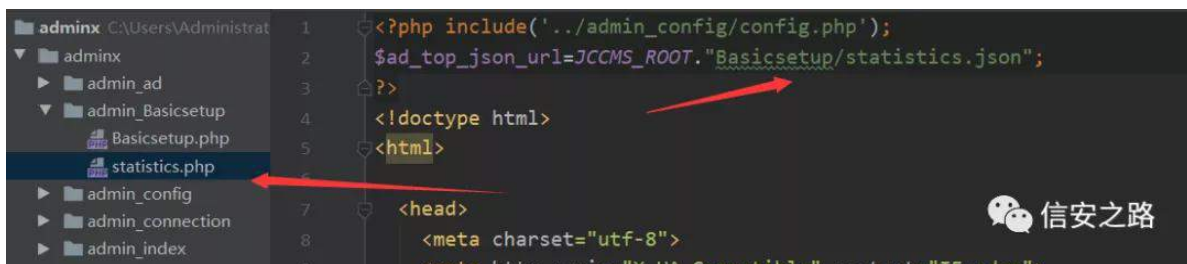 adminx C:\Users\Administrat
adminx
admin_ad
admin_Basicsetup
Basicsetup.php
statistics.php
admin_config
admin_connection
admin_index
1 <?php include('../admin_config/config.php');
2 $ad_top_json_url=JCCMS_ROOT."Basicsetup/statistics.json";
3 ?>
4 <!doctype html>
5 <html>
6
7 <head>
8 <meta charset="utf-8">
信安之路